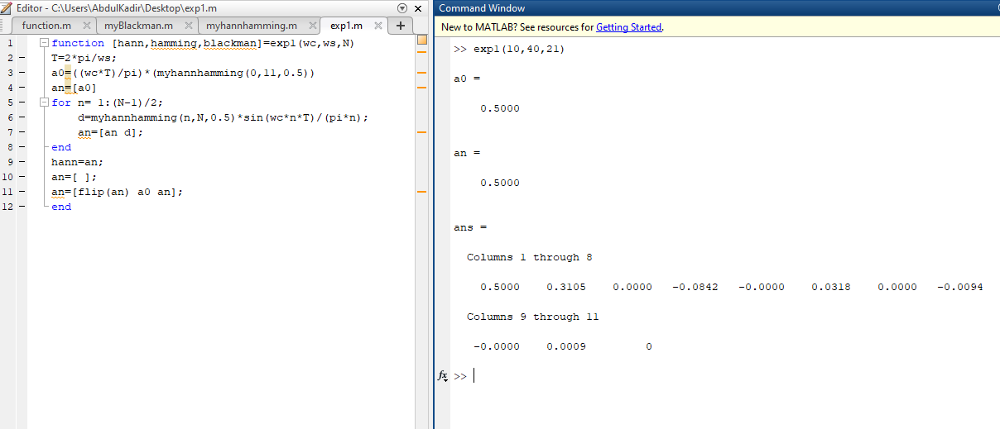 Editor - C:\Users\AbdulKadir\Desktop\exp1.m
function.m
myBlackman.m
myhannhamming.m
exp1.m
1 function [hann,hamming,blackman]=exp1(wc,ws,N)
2 T=2*pi/ws;
3 a0=((wc*T)/pi)*(myhannhamming(0,11,0.5))
4 an=[a0]
5 for n= 1:(N-1)/2;
6 d=myhannhamming(n,N,0.5)*sin(wc*n*T)/(pi*n);
7 an=[an d];
8 end
9 hann=an;
10 an=[ ];
11 an=[flip(an) a0 an];
12 end
Command Window
New to MATLAB? See resources for Getting Started.
>> exp1(10,40,21)
a0 =
0.5000
an =
0.5000
ans =
Columns 1 through 8
0.5000 0.3105 0.0000 -0.0842 -0.0000 0.0318 0.0000 -0.0094
Columns 9 through 11
-0.0000 0.0009 0
fx >>